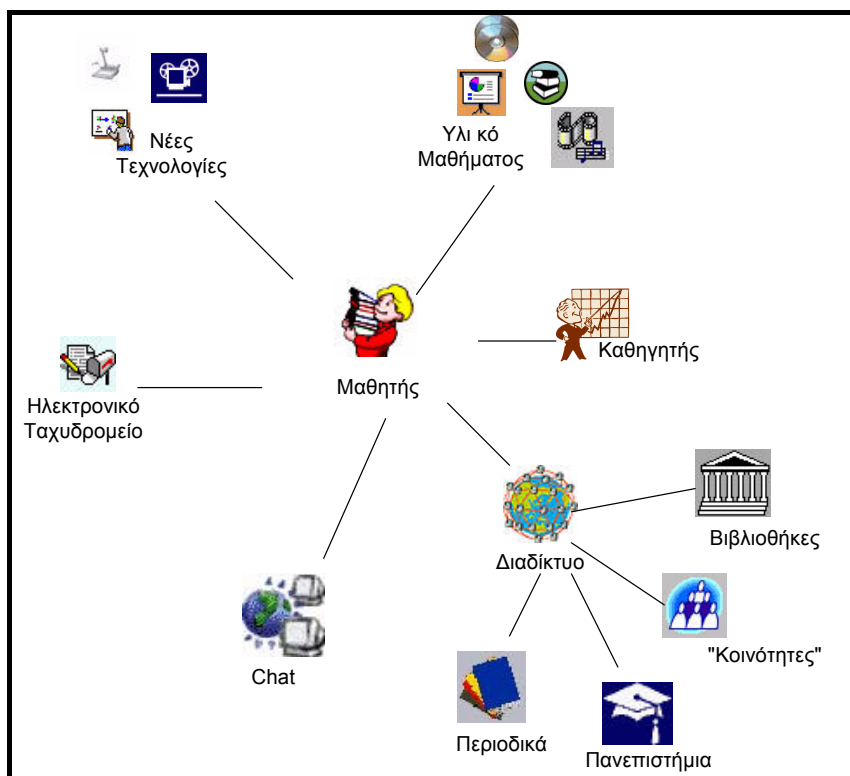 Νέες
Τεχνολογίες
Υλι κό
Μαθήματος
Καθηγητής
Μαθητής
Ηλεκτρονικό
Ταχυδρομείο
Διαδίκτυο
Βιβλιοθήκες
"Κοινότητες"
Chat
Περιοδικά
Πανεπιστήμια